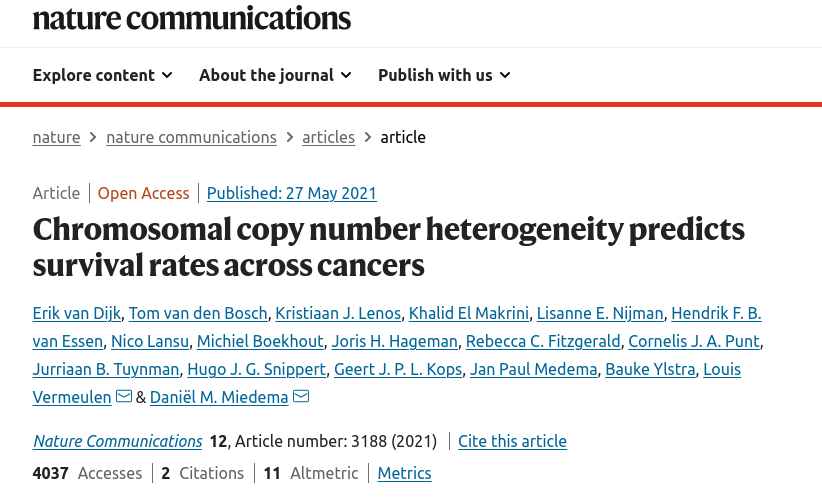 nature communications
Explore content About the journal Publish with us
nature > nature communications > articles > article
Article | Open Access | Published: 27 May 2021
Chromosomal copy number heterogeneity predicts
survival rates across cancers
Erik van Dijk, Tom van den Bosch, Kristiaan J. Lenos, Khalid El Makrini, Lisanne E. Nijman, Hendrik F. B.
van Essen, Nico Lansu, Michiel Boekhout, Joris H. Hageman, Rebecca C. Fitzgerald, Cornelis J. A. Punt,
Jurriaan B. Tuynman, Hugo J. G. Snippert, Geert J. P. L. Kops, Jan Paul Medema, Bauke Ylstra, Louis
Vermeulen & Daniël M. Miedema
Nature Communications 12, Article number: 3188 (2021) | Cite this article
4037 Accesses | 2 Citations | 11 Altmetric | Metrics